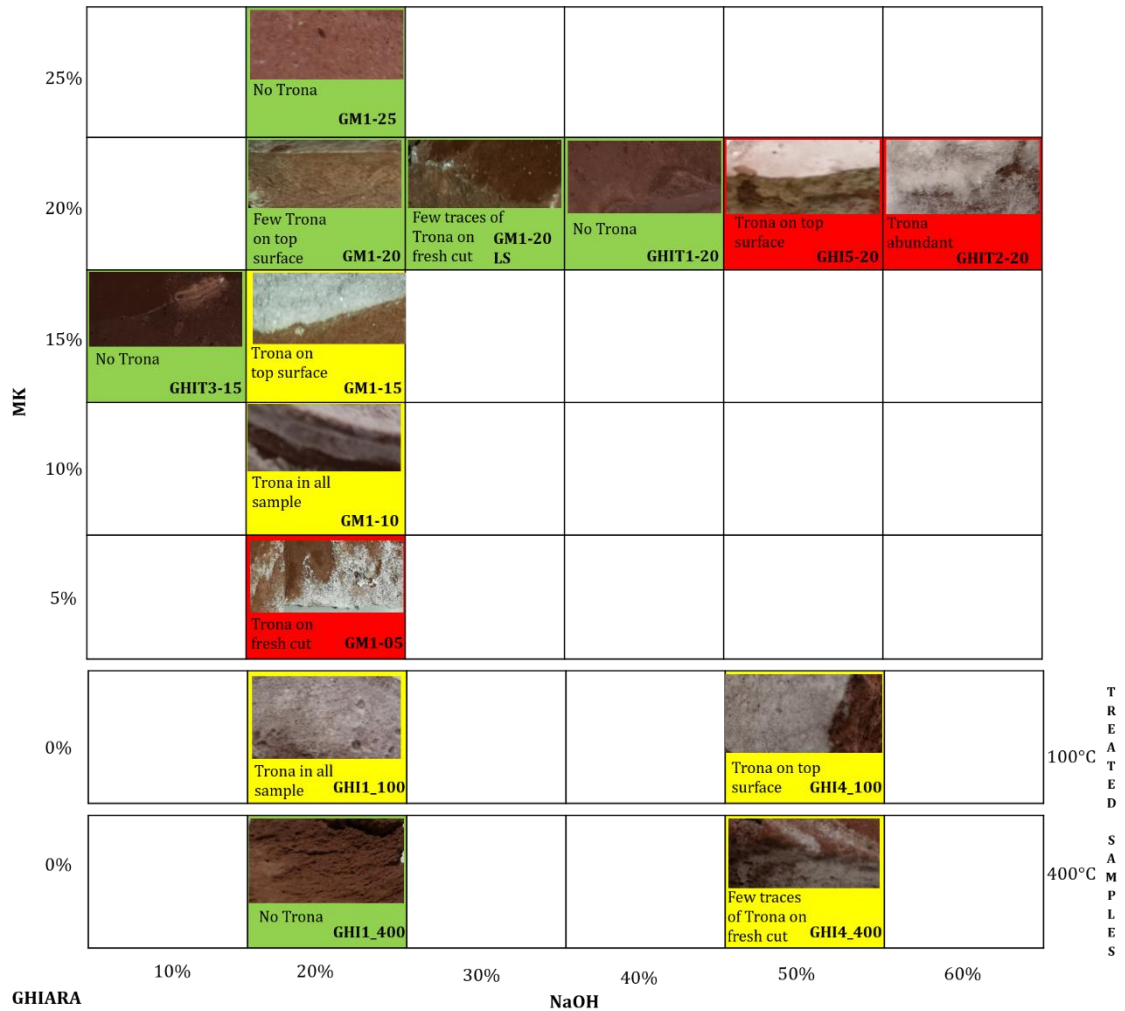 25%
No Trona
GM1-25
20%
Few Trona
on top
surface
GM1-20
Few traces of
Trona on
fresh cut
GM1-20
LS
No Trona
GHIT1-20
Trona on top
surface
GHI5-20
Trona
abundant
GHIT2-20
15%
No Trona
GHIT3-15
Trona on
top surface
GM1-15
MK
10%
Trona in all
sample
GM1-10
5%
Trona on
fresh cut
GM1-05
0%
Trona in all
sample
GHI1_100
Trona on top
surface
GHI4_100
100°C
0%
No Trona
GHI1_400
Few traces
of Trona on
fresh cut
GHI4_400
400°C
TREATED SAMPLES
10%
20%
30%
40%
50%
60%
GHIARA
NaOH